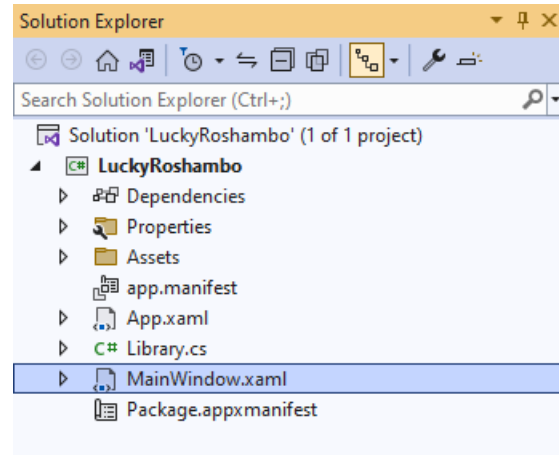 Solution Explorer
Search Solution Explorer (Ctrl+;)
Solution 'LuckyRoshambo' (1 of 1 project)
C# LuckyRoshambo
Dependencies
Properties
Assets
app.manifest
App.xaml
C# Library.cs
MainWindow.xaml
Package.appxmanifest